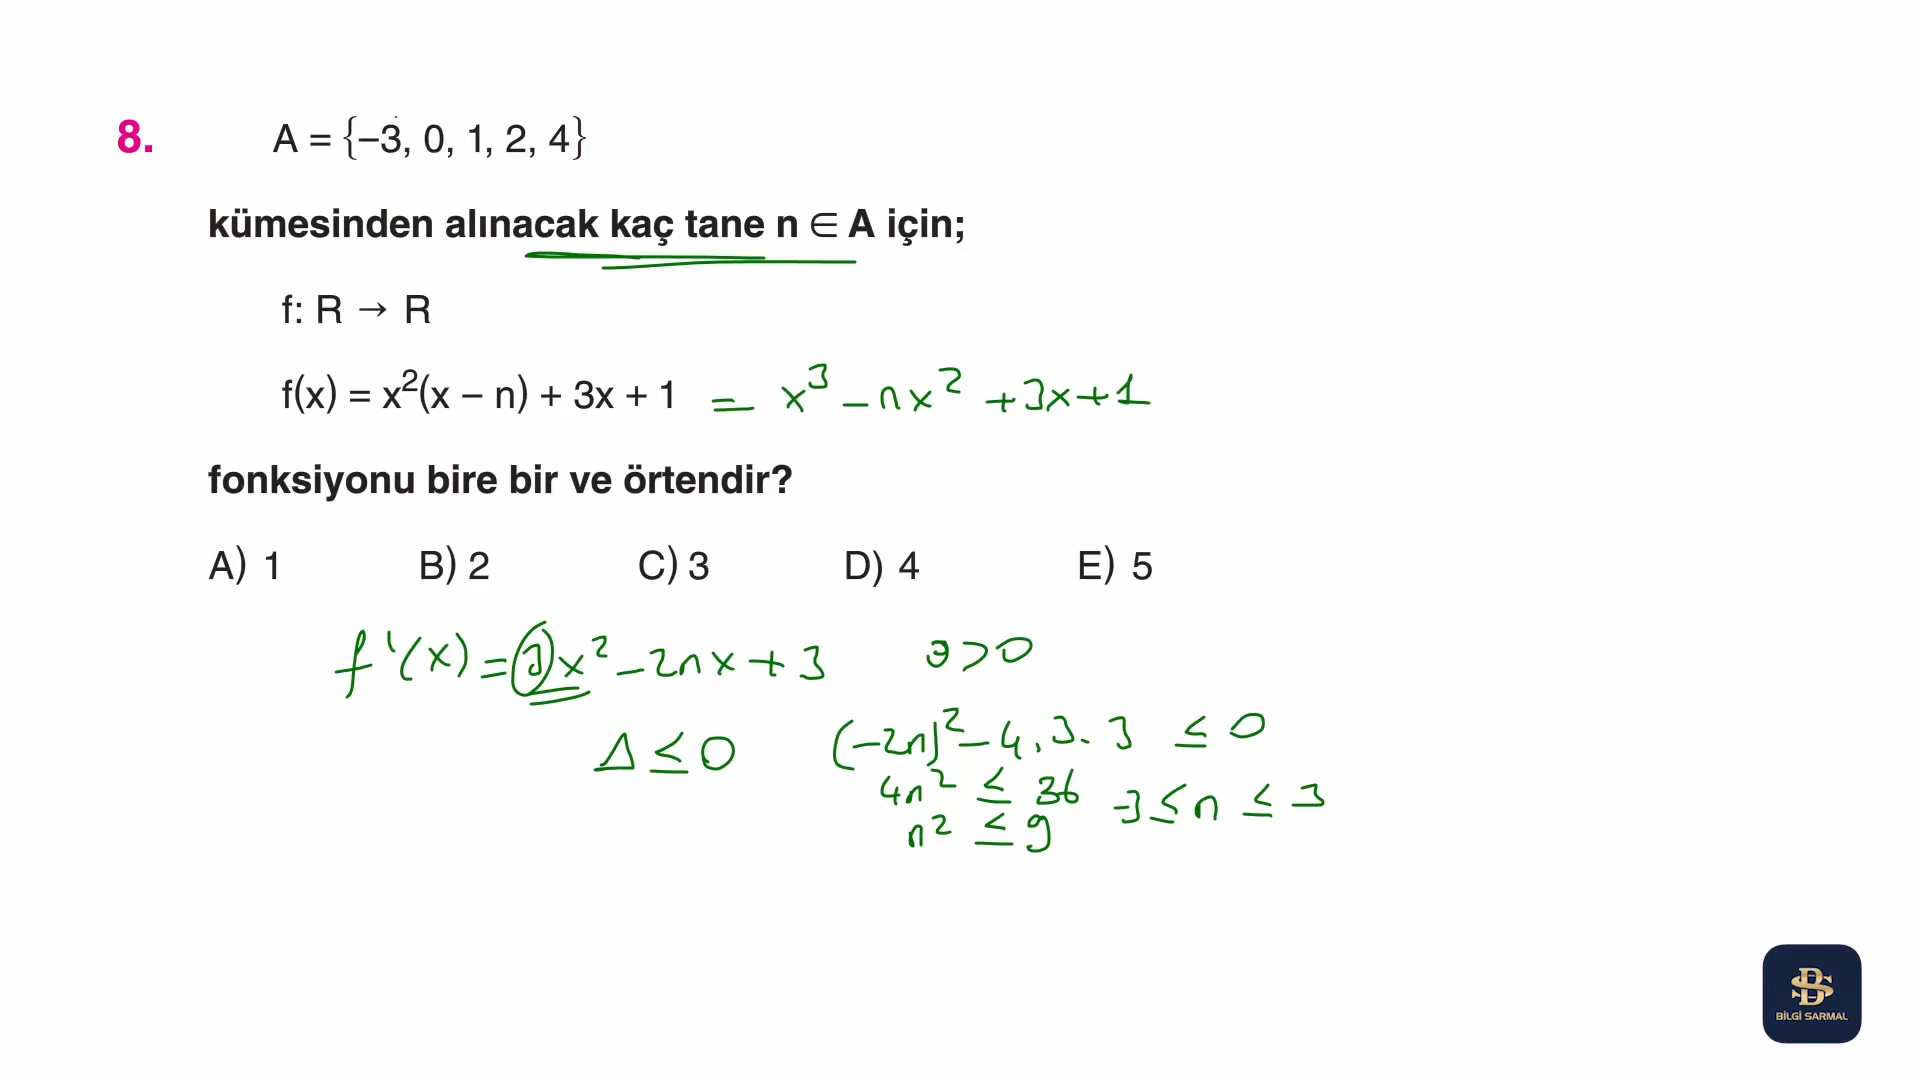 8. A = {–3, 0, 1, 2, 4}
kümesinden alınacak kaç tane n ∈ A için;
f: R → R
f(x) = x²(x – n) + 3x + 1 = x³ – nx² + 3x + 1
fonksiyonu bire bir ve örtendir?
A) 1 B) 2 C) 3 D) 4 E) 5
f'(x) = 3x² – 2nx + 3 a > 0
Δ ≤ 0 (–2n)² – 4.3.3 ≤ 0
4n² ≤ 36 -3 ≤ n ≤ 3
n² ≤ 9
BİLGİ SARMAL